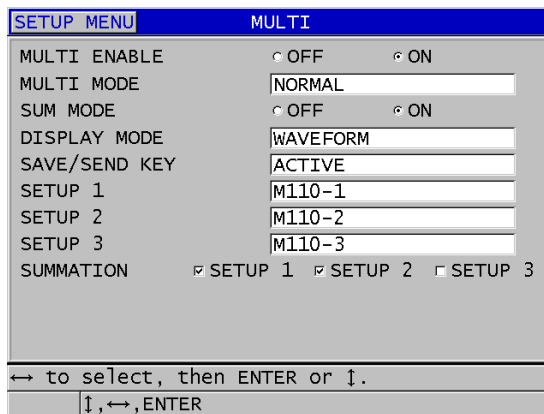 SETUP MENU MULTI
MULTI ENABLE OFF ON
MULTI MODE NORMAL
SUM MODE OFF ON
DISPLAY MODE WAVEFORM
SAVE/SEND KEY ACTIVE
SETUP 1 M110-1
SETUP 2 M110-2
SETUP 3 M110-3
SUMMATION SETUP 1 SETUP 2 SETUP 3
↔ to select, then ENTER or ↕.
↕,↔,ENTER